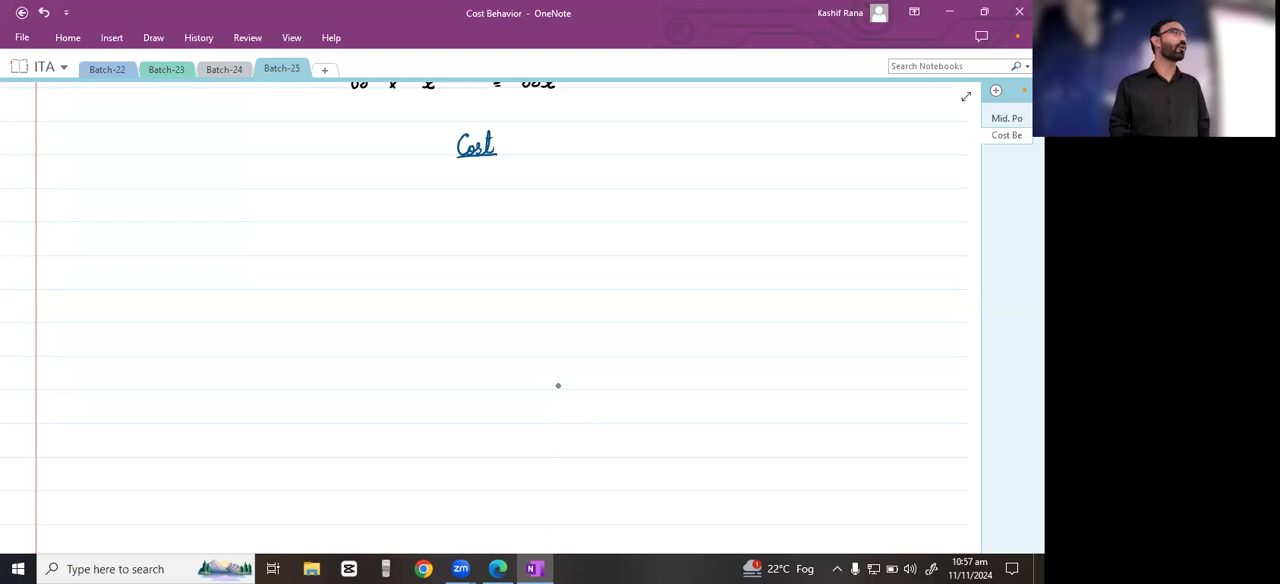 Cost Behavior - OneNote
Kashif Rana
File Home Insert Draw History Review View Help
ITA Batch-22 Batch-23 Batch-24 Batch-25 Search Notebooks
Mid. Po
Cost Be
Cost
Type here to search
zm
22°C Fog
10:57 am
11/11/2024